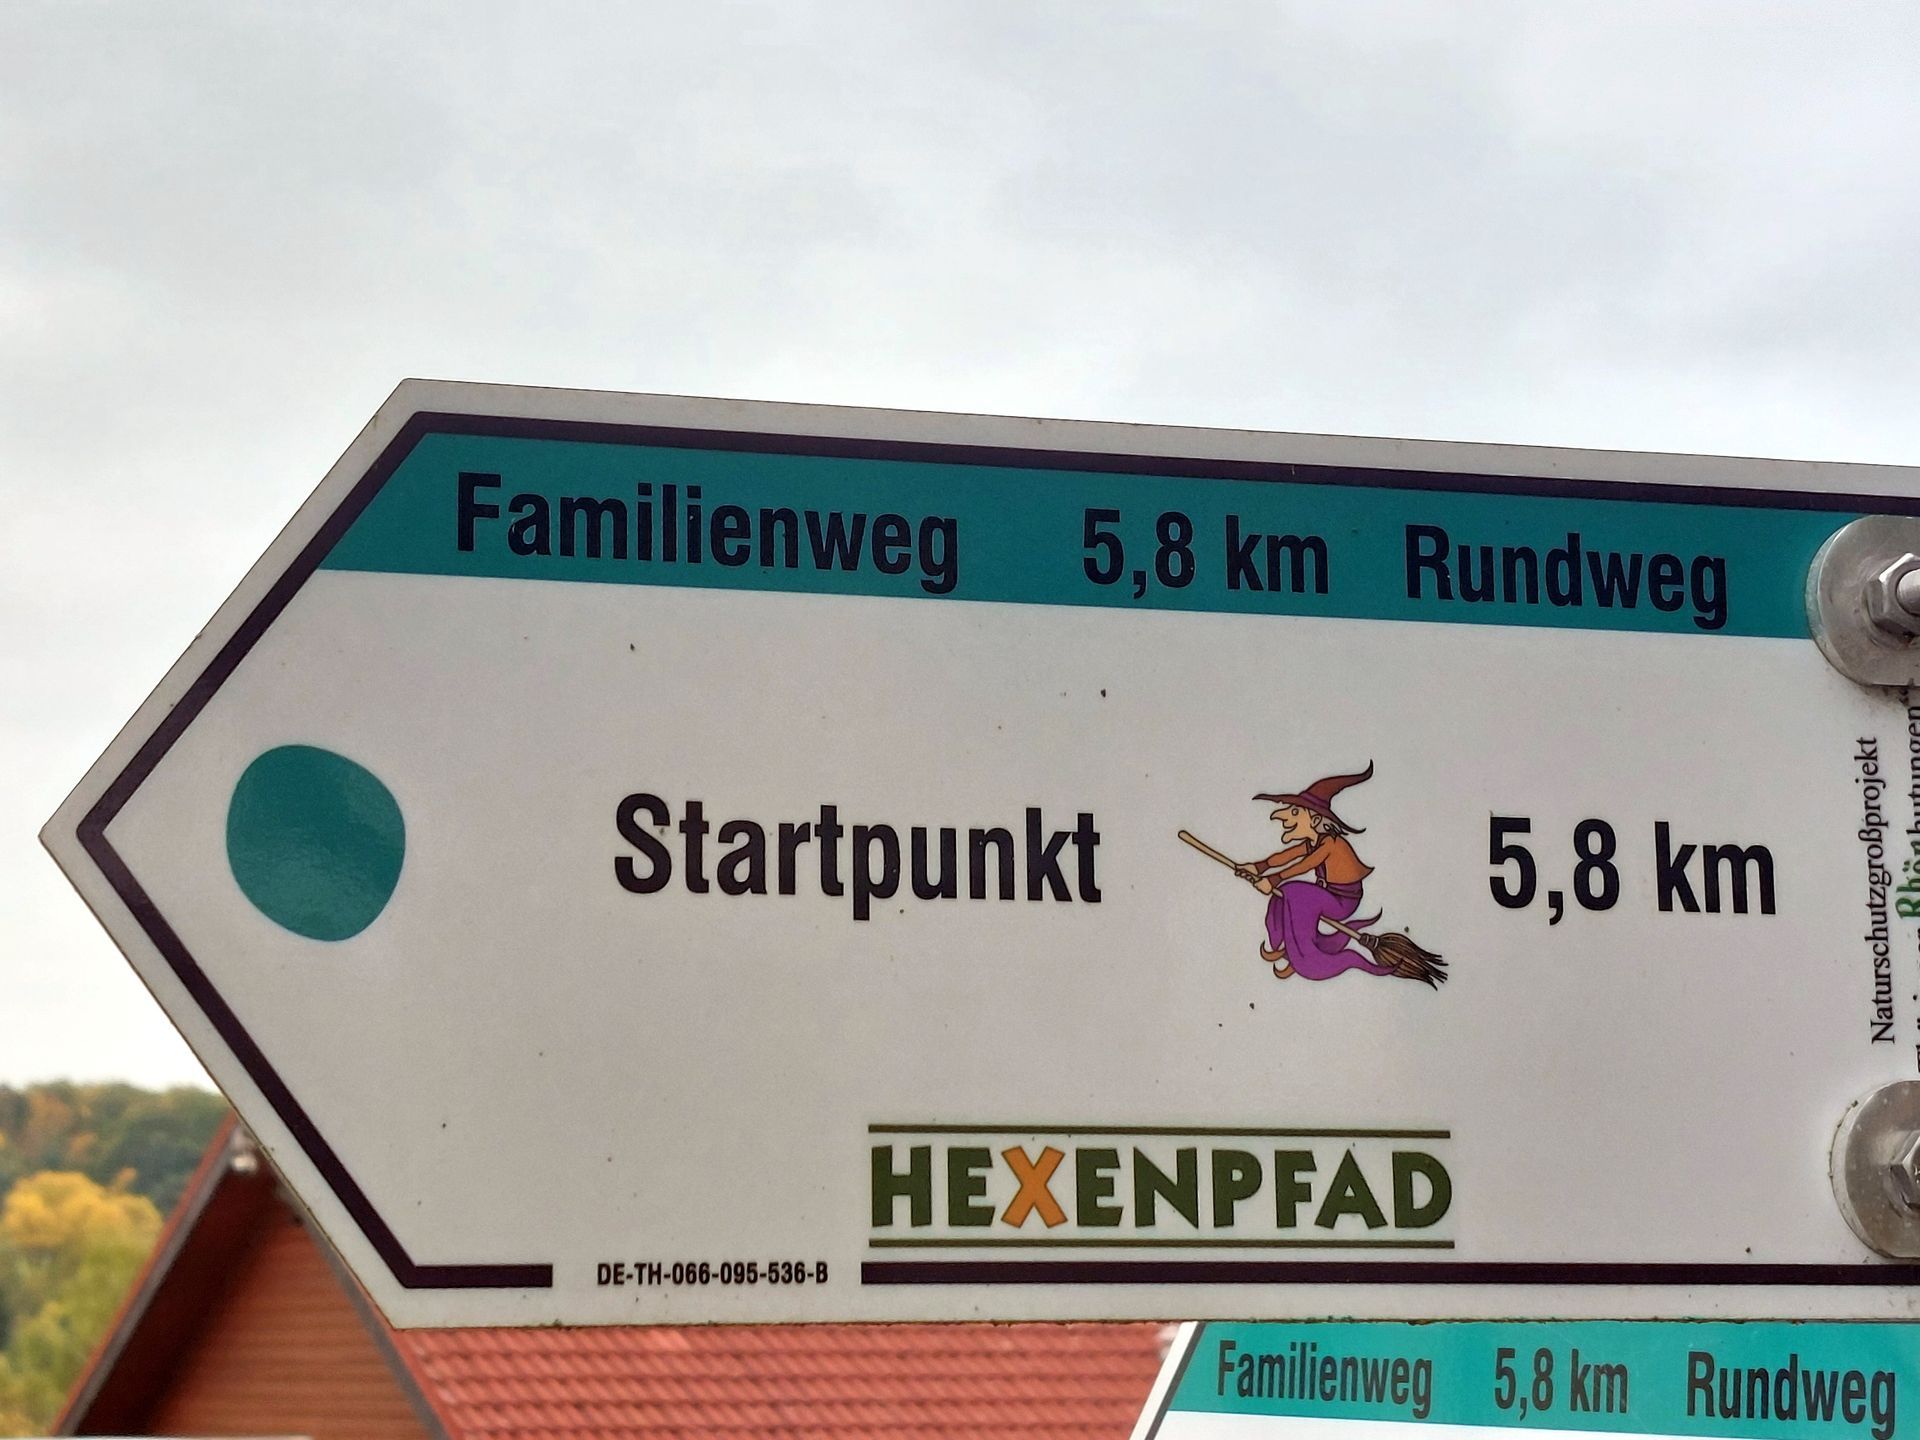 Familienweg 5,8 km Rundweg
Startpunkt 5,8 km
HEXENPFAD
DE-TH-066-095-536-B
Naturschutzgroßprojekt
Familienweg 5,8 km Rundweg